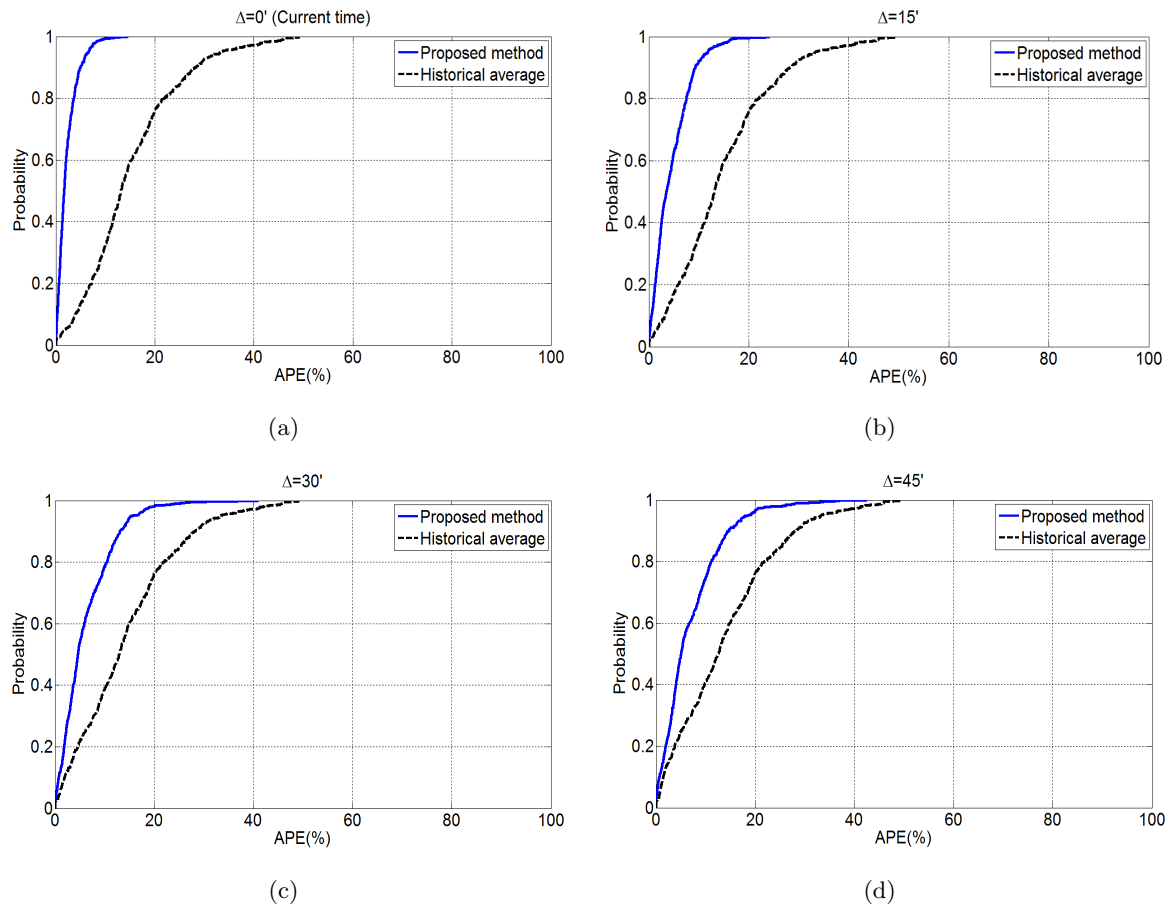 Δ=0' (Current time)
Proposed method
Historical average
Probability
1
0.8
0.6
0.4
0.2
0
0 20 40 60 80 100
APE(%)
(a)
Δ=15'
Proposed method
Historical average
Probability
1
0.8
0.6
0.4
0.2
0
0 20 40 60 80 100
APE(%)
(b)
Δ=30'
Proposed method
Historical average
Probability
1
0.8
0.6
0.4
0.2
0
0 20 40 60 80 100
APE(%)
(c)
Δ=45'
Proposed method
Historical average
Probability
1
0.8
0.6
0.4
0.2
0
0 20 40 60 80 100
APE(%)
(d)